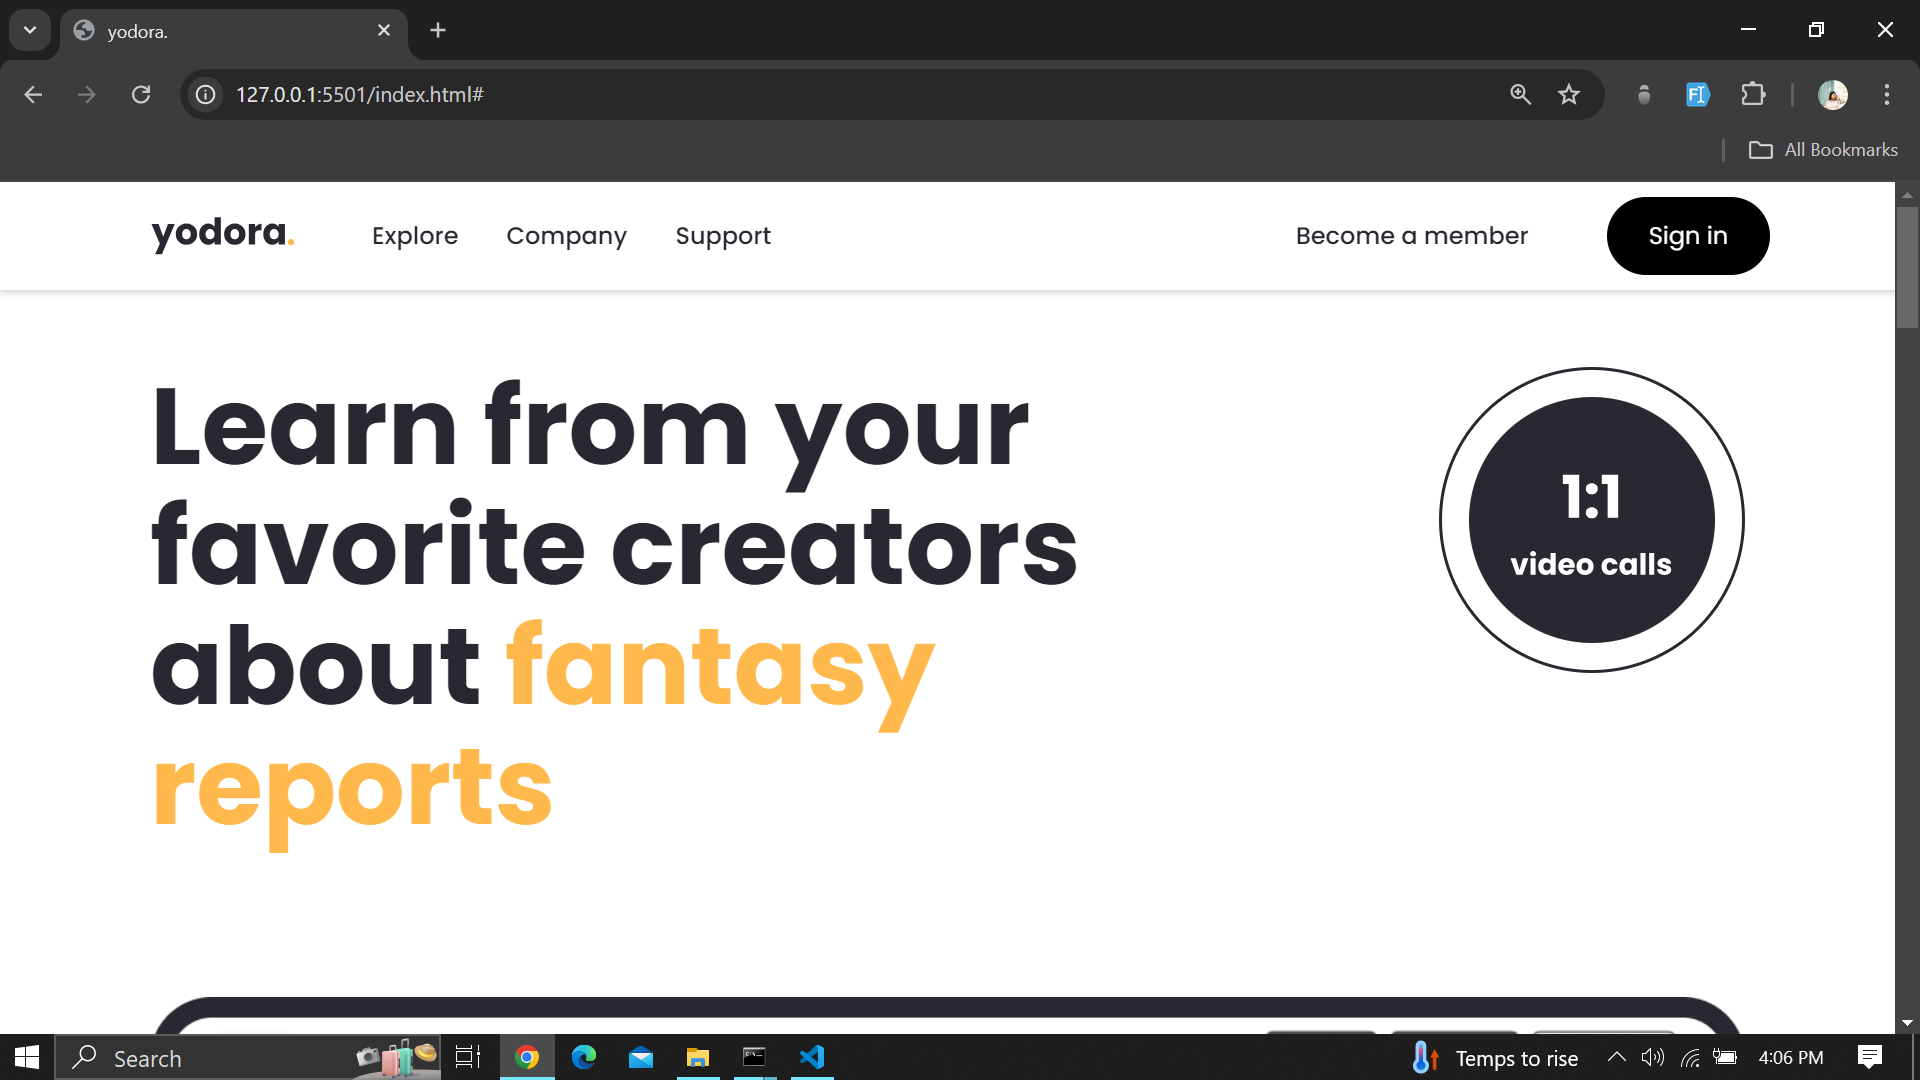 yodora.
127.0.0.1:5501/index.html#
All Bookmarks
yodora.
Explore
Company
Support
Become a member
Sign in
Learn from your
favorite creators
about fantasy
reports
1:1
video calls
Search
Temps to rise
4:06 PM